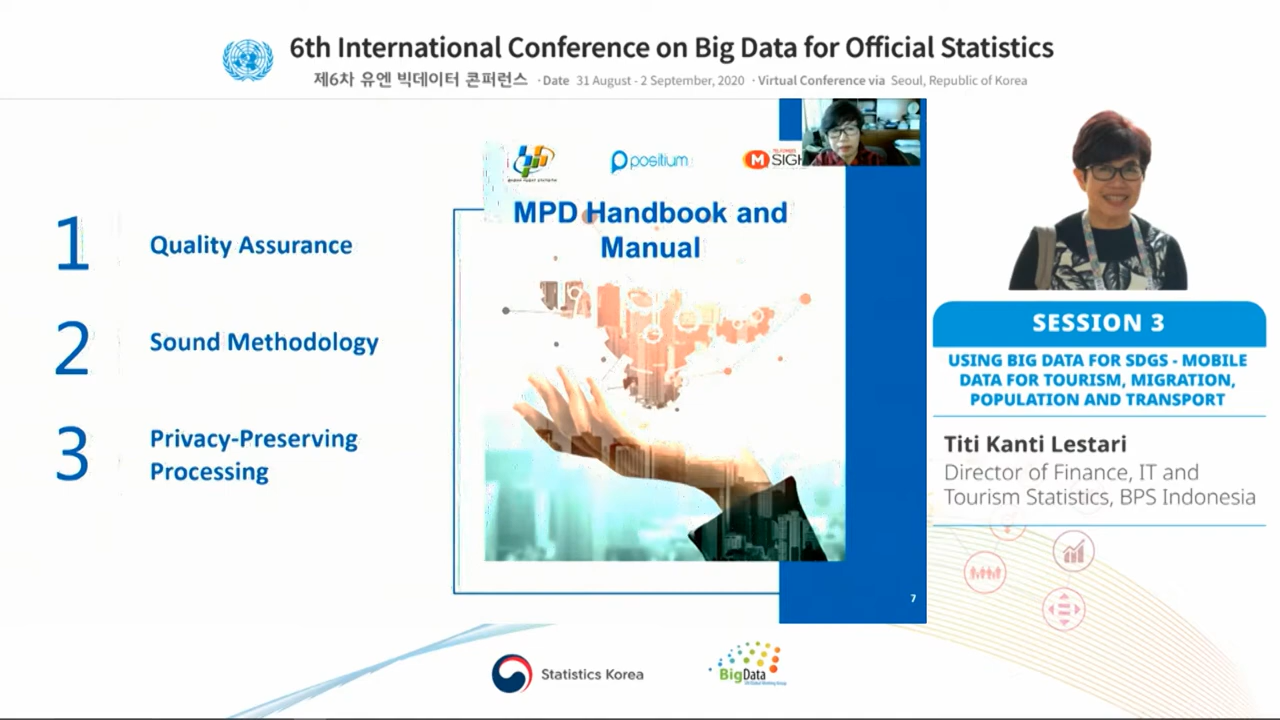 6th International Conference on Big Data for Official Statistics
제6차 유엔 빅데이터 콘퍼런스 · Date 31 August - 2 September, 2020 · Virtual Conference via Seoul, Republic of Korea
positium
MPD Handbook and
Manual
1 Quality Assurance
2 Sound Methodology
3 Privacy-Preserving
Processing
7
SESSION 3
USING BIG DATA FOR SDGS - MOBILE
DATA FOR TOURISM, MIGRATION,
POPULATION AND TRANSPORT
Titi Kanti Lestari
Director of Finance, IT and
Tourism Statistics, BPS Indonesia
Statistics Korea
BigData